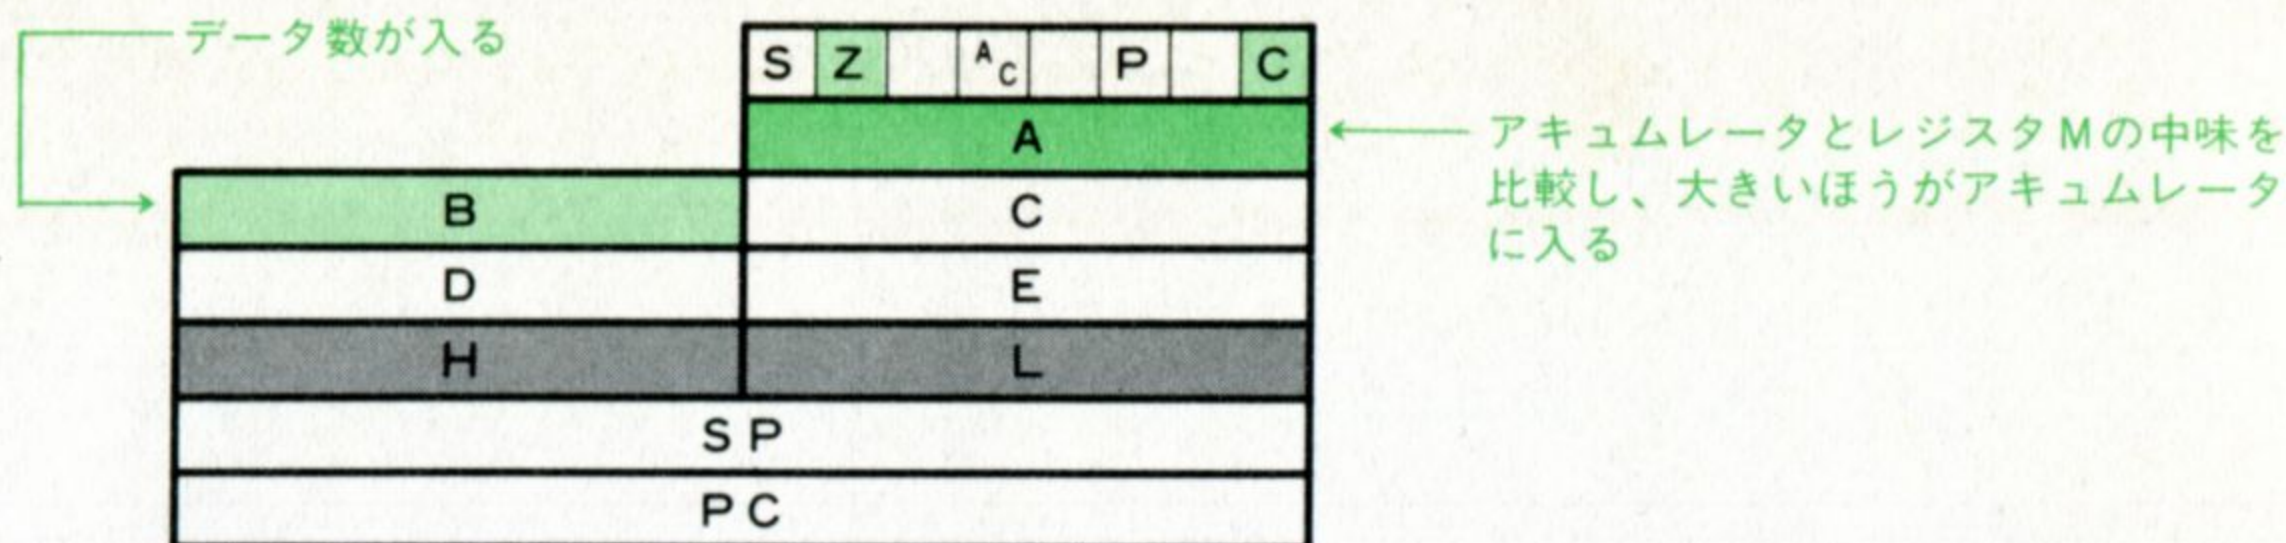 データ数が入る
S Z AC P C
A
アキュムレータとレジスタMの中味を
比較し、大きいほうがアキュムレータ
に入る
B C
D E
H L
SP
PC